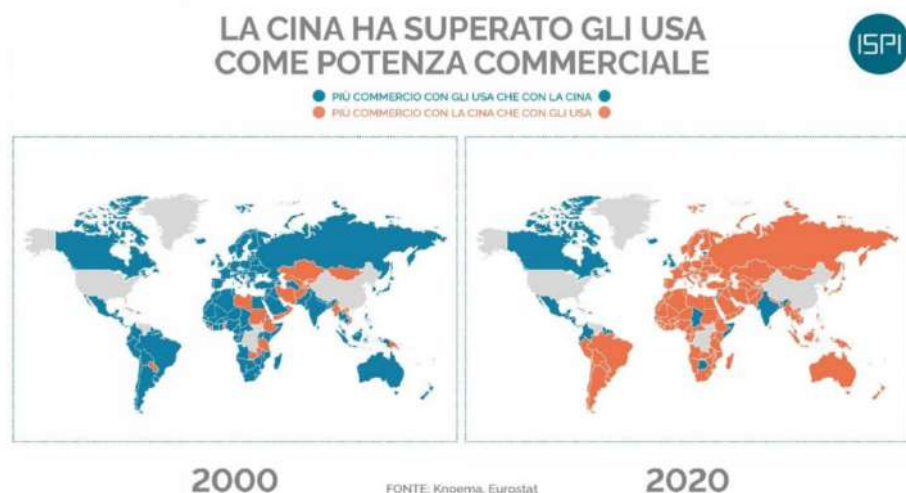 LA CINA HA SUPERATO GLI USA
COME POTENZA COMMERCIALE
ISPI
PIÙ COMMERCIO CON GLI USA CHE CON LA CINA
PIÙ COMMERCIO CON LA CINA CHE CON GLI USA
2000
FONTE: Knoema, Eurostat
2020